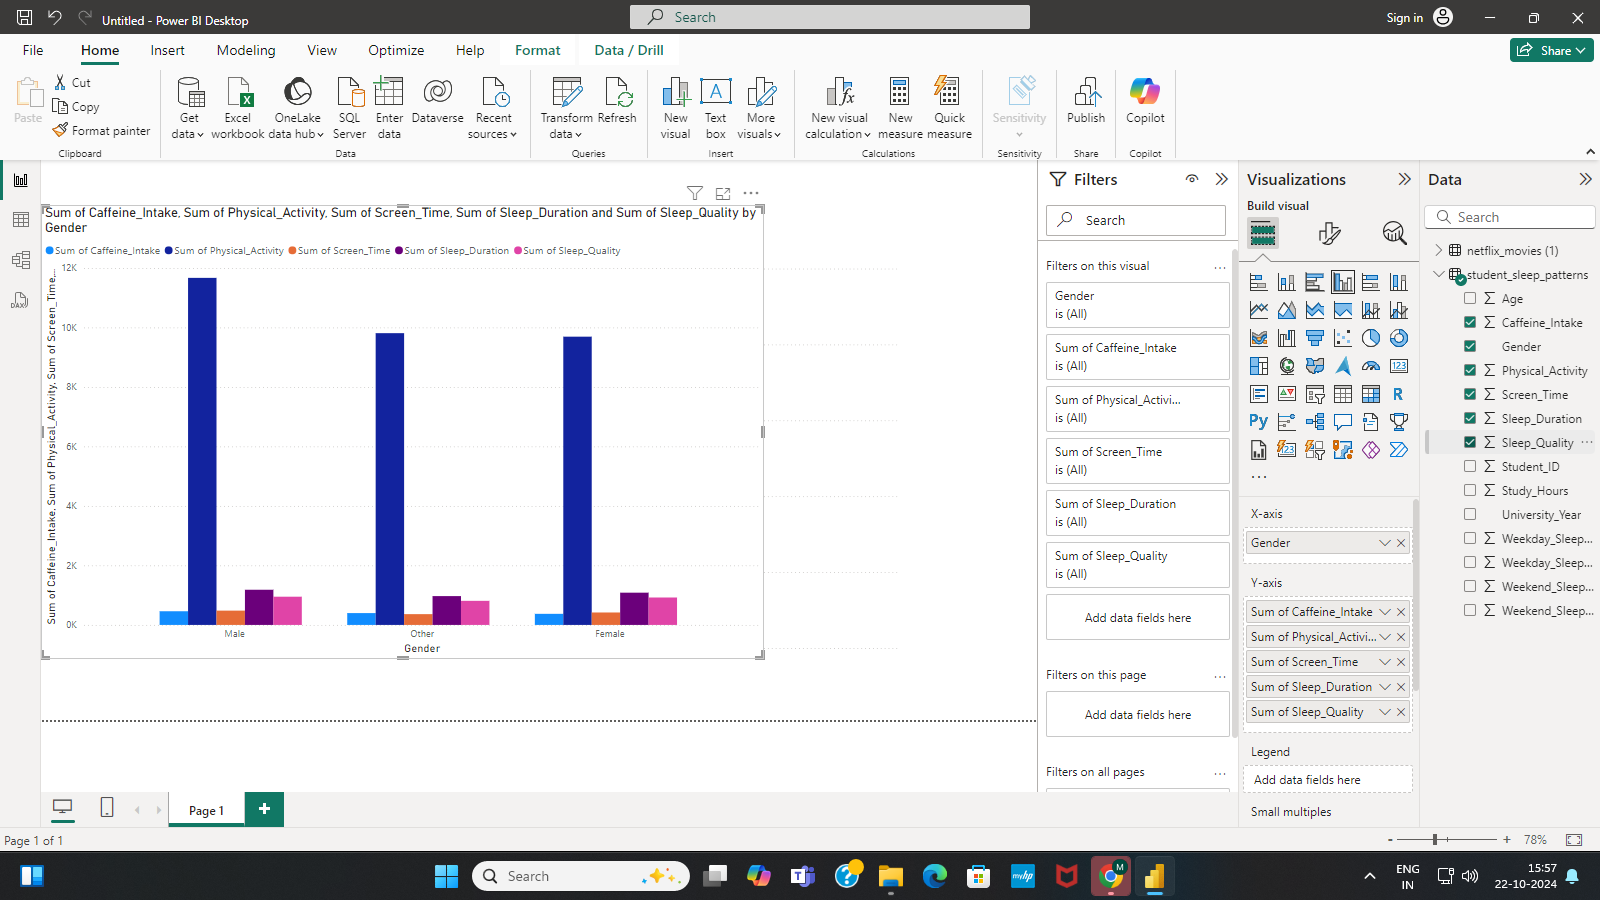 Untitled - Power BI Desktop
Search
Sign in
File
Home
Insert
Modeling
View
Optimize
Help
Format
Data / Drill
Share
Paste
Cut
Copy
Format painter
Clipboard
Get
data
Excel
workbook
OneLake
data hub
SQL
Server
Enter
data
Dataverse
Recent
sources
Data
Transform
data
Refresh
Queries
New
visual
Text
box
More
visuals
Insert
New visual
calculation
New
measure
Quick
measure
Calculations
Sensitivity
Sensitivity
Publish
Share
Copilot
Copilot
Sum of Caffeine_Intake, Sum of Physical_Activity, Sum of Screen_Time, Sum of Sleep_Duration and Sum of Sleep_Quality by
Gender
Sum of Caffeine_Intake
Sum of Physical_Activity
Sum of Screen_Time
Sum of Sleep_Duration
Sum of Sleep_Quality
Sum of Caffeine_Intake, Sum of Physical_Activity, Sum of Screen_Time...
12K
10K
8K
6K
4K
2K
0K
Male
Other
Female
Gender
Filters
Search
Filters on this visual
...
Gender
is (All)
Sum of Caffeine_Intake
is (All)
Sum of Physical_Activi...
is (All)
Sum of Screen_Time
is (All)
Sum of Sleep_Duration
is (All)
Sum of Sleep_Quality
is (All)
Add data fields here
Filters on this page
...
Add data fields here
Filters on all pages
...
Visualizations
Build visual
123
R
Py
...
X-axis
Gender
Y-axis
Sum of Caffeine_Intake
Sum of Physical_Activi...
Sum of Screen_Time
Sum of Sleep_Duration
Sum of Sleep_Quality
Legend
Add data fields here
Small multiples
Data
Search
netflix_movies (1)
student_sleep_patterns
Age
Caffeine_Intake
Gender
Physical_Activity
Screen_Time
Sleep_Duration
Sleep_Quality
...
Student_ID
Study_Hours
University_Year
Weekday_Sleep...
Weekday_Sleep...
Weekend_Sleep...
Weekend_Sleep...
Page 1
Page 1 of 1
78%
Search
ENG
IN
15:57
22-10-2024